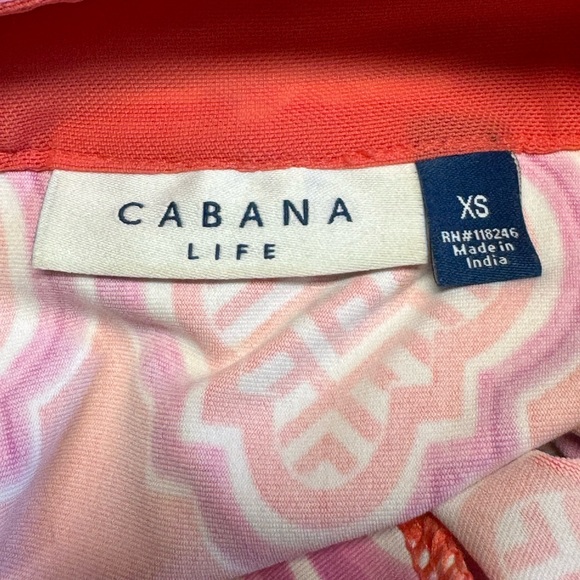 CABANA
LIFE
XS
RN#118246
Made in
India